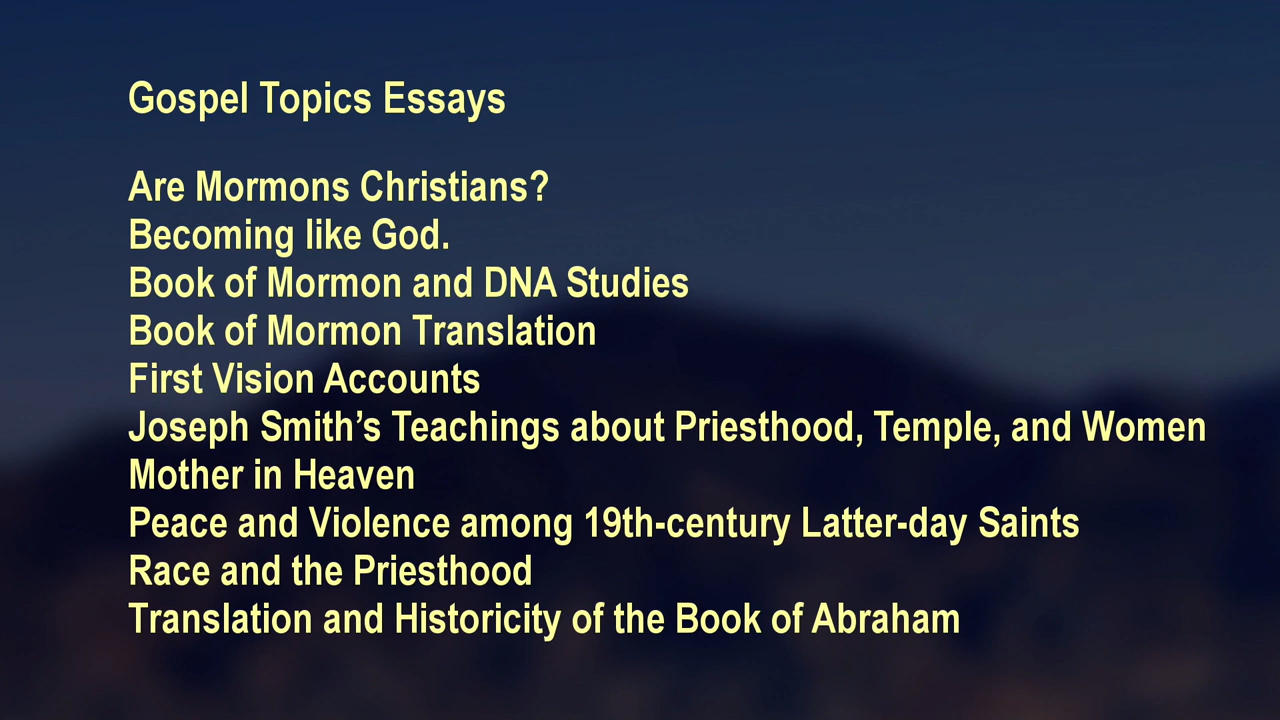 Gospel Topics Essays
Are Mormons Christians?
Becoming like God.
Book of Mormon and DNA Studies
Book of Mormon Translation
First Vision Accounts
Joseph Smith’s Teachings about Priesthood, Temple, and Women
Mother in Heaven
Peace and Violence among 19th-century Latter-day Saints
Race and the Priesthood
Translation and Historicity of the Book of Abraham